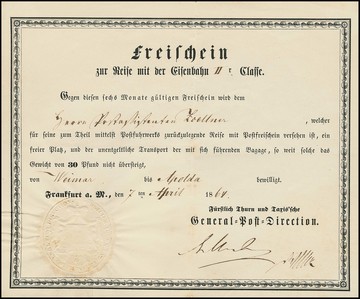 Freischein
zur Reise mit der Eisenbahn II r Classe.
Gegen diesen sechs Monate gültigen Freischein wird dem
Herrn Postassistenten Zoellner, welcher
für seine zum Theil mittelst Postfuhrwerks zurückzulegende Reise mit Postfreischein versehen ist, ein
freier Platz, und der unentgeltliche Transport der mit sich führenden Bagage, so weit solche das
Gewicht von 30 Pfund nicht übersteigt,
von Weimar bis Apolda bewilligt.
Frankfurt a. M., den 7ten April 1864.
Fürstlich Thurn und Taxis'sche
General-Post-Direction.